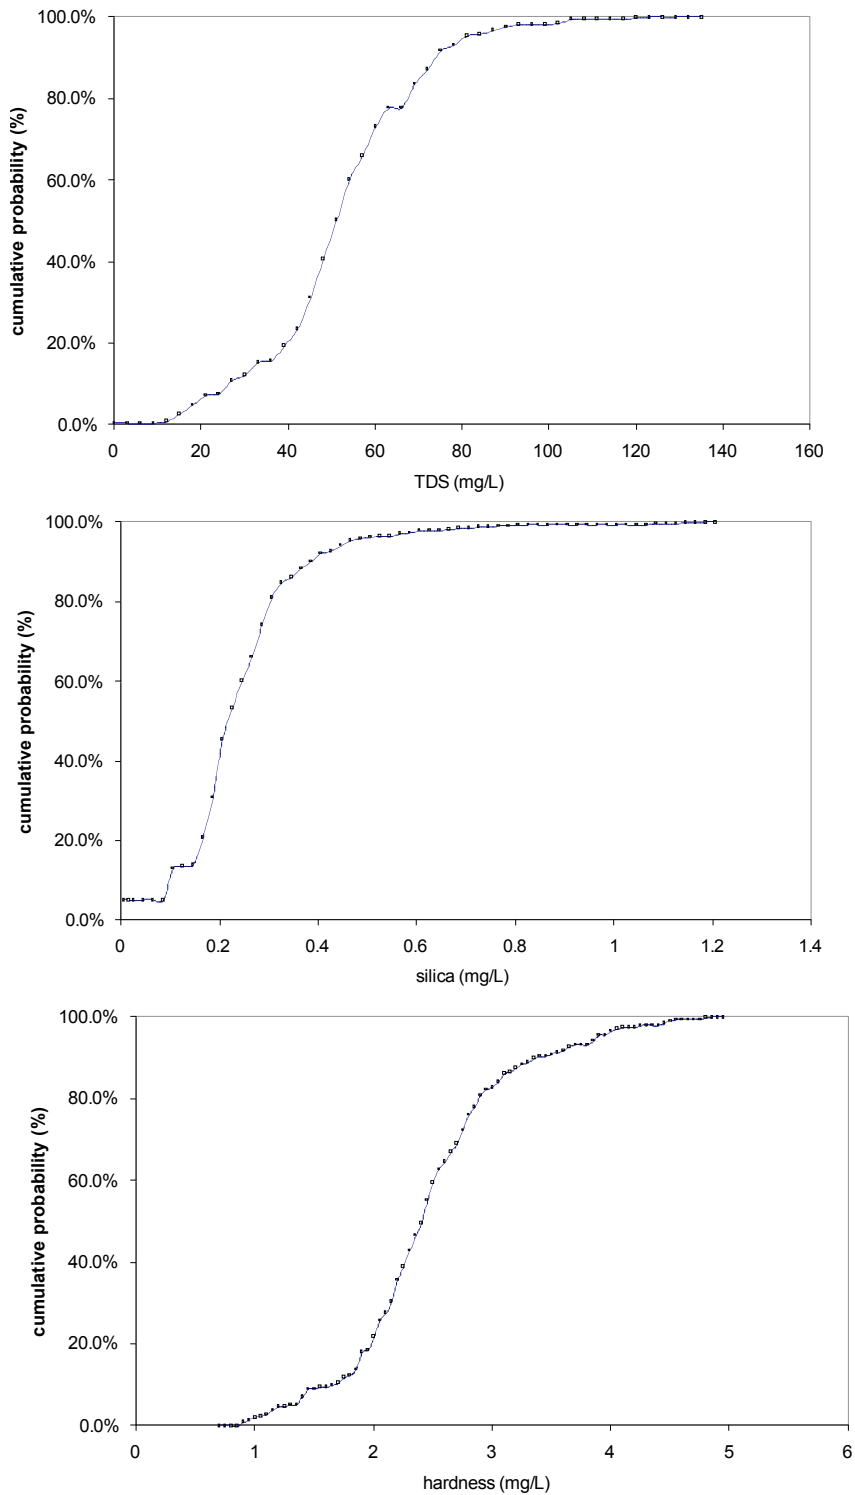 cumulative probability (%)
100.0%
80.0%
60.0%
40.0%
20.0%
0.0%
0 20 40 60 80 100 120 140 160
TDS (mg/L)
cumulative probability (%)
100.0%
80.0%
60.0%
40.0%
20.0%
0.0%
0 0.2 0.4 0.6 0.8 1 1.2 1.4
silica (mg/L)
cumulative probability (%)
100.0%
80.0%
60.0%
40.0%
20.0%
0.0%
0 1 2 3 4 5 6
hardness (mg/L)